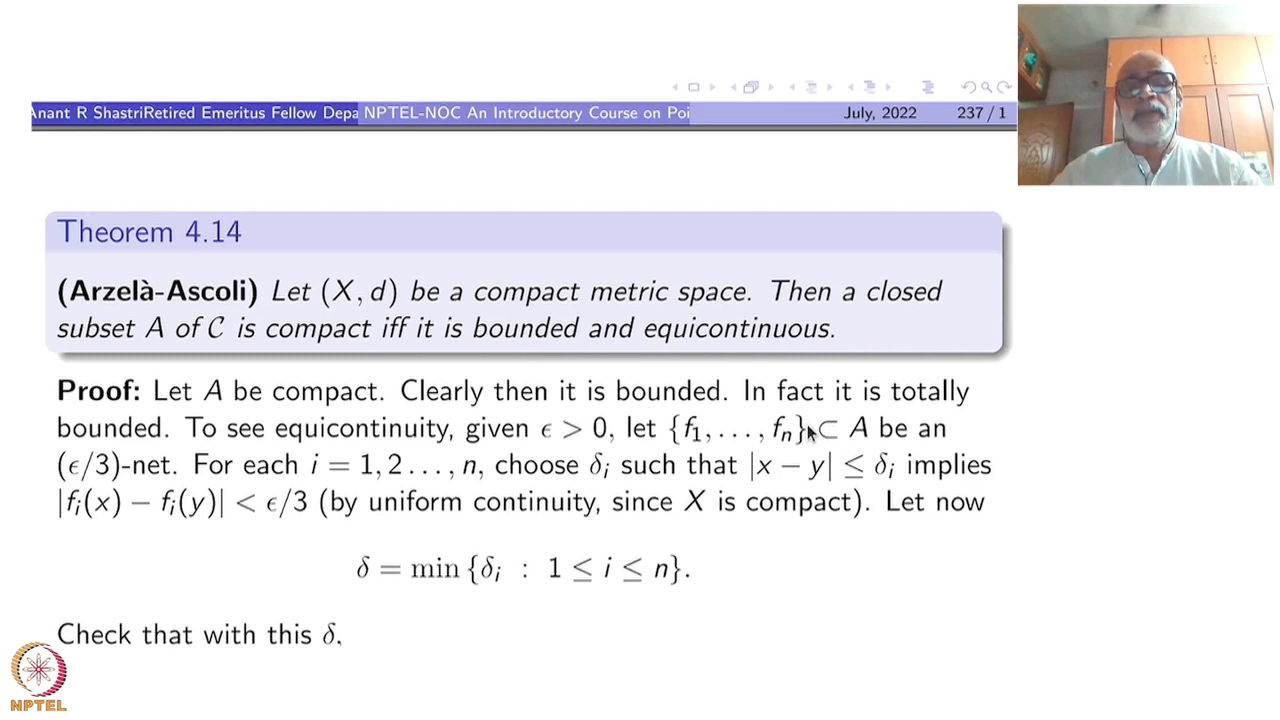 Anant R ShastriRetired Emeritus Fellow Depa NPTEL-NOC An Introductory Course on Poi July, 2022 237 / 1
Theorem 4.14
(Arzelà-Ascoli) Let (X, d) be a compact metric space. Then a closed
subset A of 𝒞 is compact iff it is bounded and equicontinuous.
Proof: Let A be compact. Clearly then it is bounded. In fact it is totally
bounded. To see equicontinuity, given ϵ > 0, let {f₁, . . . , fₙ} ⊂ A be an
(ϵ/3)-net. For each i = 1, 2 . . . , n, choose δᵢ such that |x − y| ≤ δᵢ implies
|fᵢ(x) − fᵢ(y)| < ϵ/3 (by uniform continuity, since X is compact). Let now
δ = min {δᵢ : 1 ≤ i ≤ n}.
Check that with this δ,
NPTEL